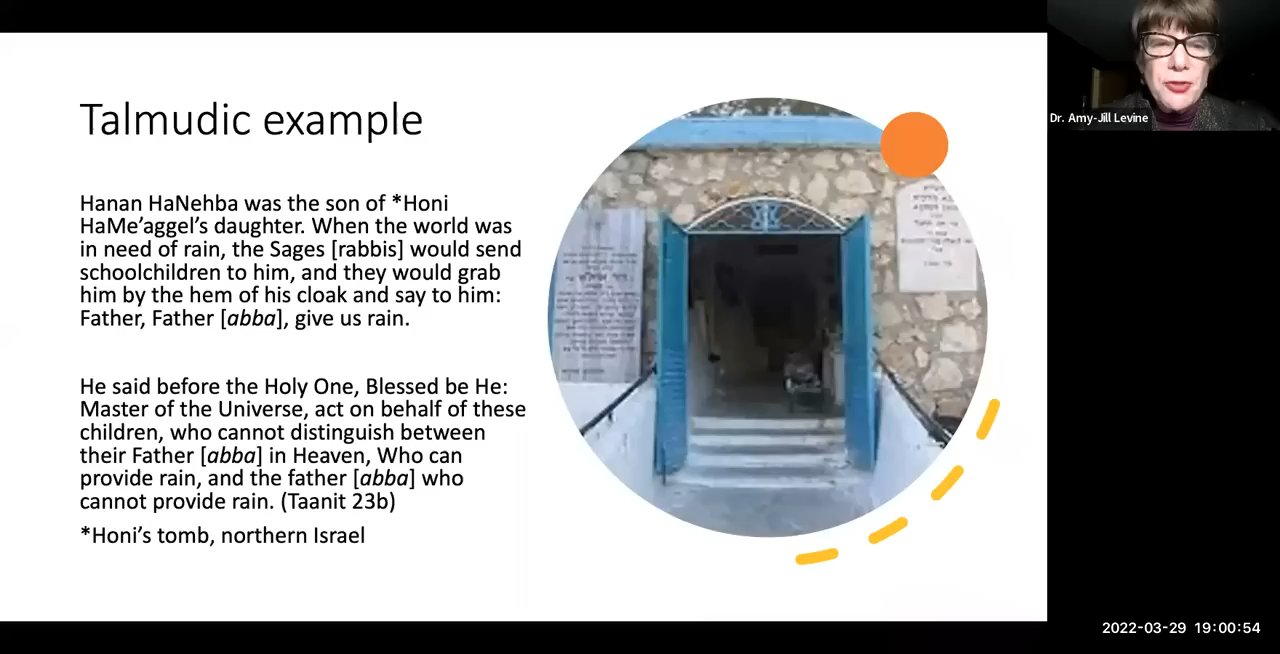 Talmudic example
Hanan HaNehba was the son of *Honi
HaMe’aggel’s daughter. When the world was
in need of rain, the Sages [rabbis] would send
schoolchildren to him, and they would grab
him by the hem of his cloak and say to him:
Father, Father [abba], give us rain.
He said before the Holy One, Blessed be He:
Master of the Universe, act on behalf of these
children, who cannot distinguish between
their Father [abba] in Heaven, Who can
provide rain, and the father [abba] who
cannot provide rain. (Taanit 23b)
*Honi’s tomb, northern Israel
Dr. Amy-Jill Levine
2022-03-29 19:00:54